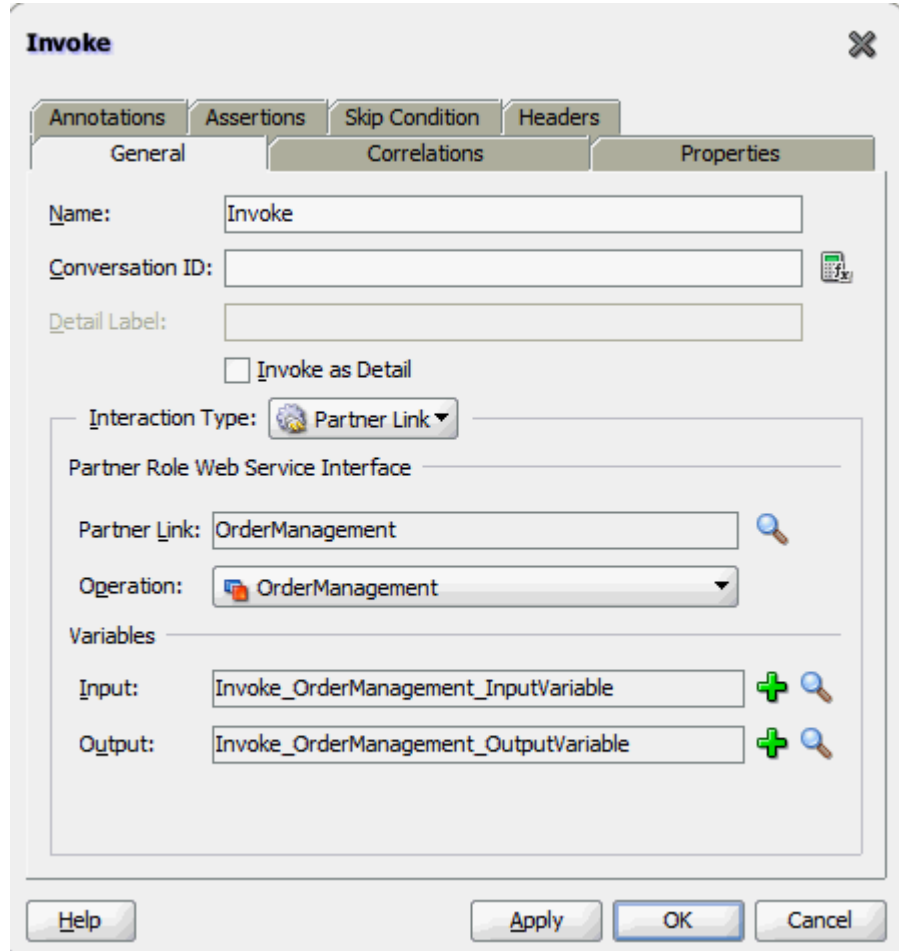 Invoke
Annotations Assertions Skip Condition Headers
General Correlations Properties
Name: Invoke
Conversation ID:
Detail Label:
Invoke as Detail
Interaction Type: Partner Link
Partner Role Web Service Interface
Partner Link: OrderManagement
Operation: OrderManagement
Variables
Input: Invoke_OrderManagement_InputVariable
Output: Invoke_OrderManagement_OutputVariable
Help Apply OK Cancel